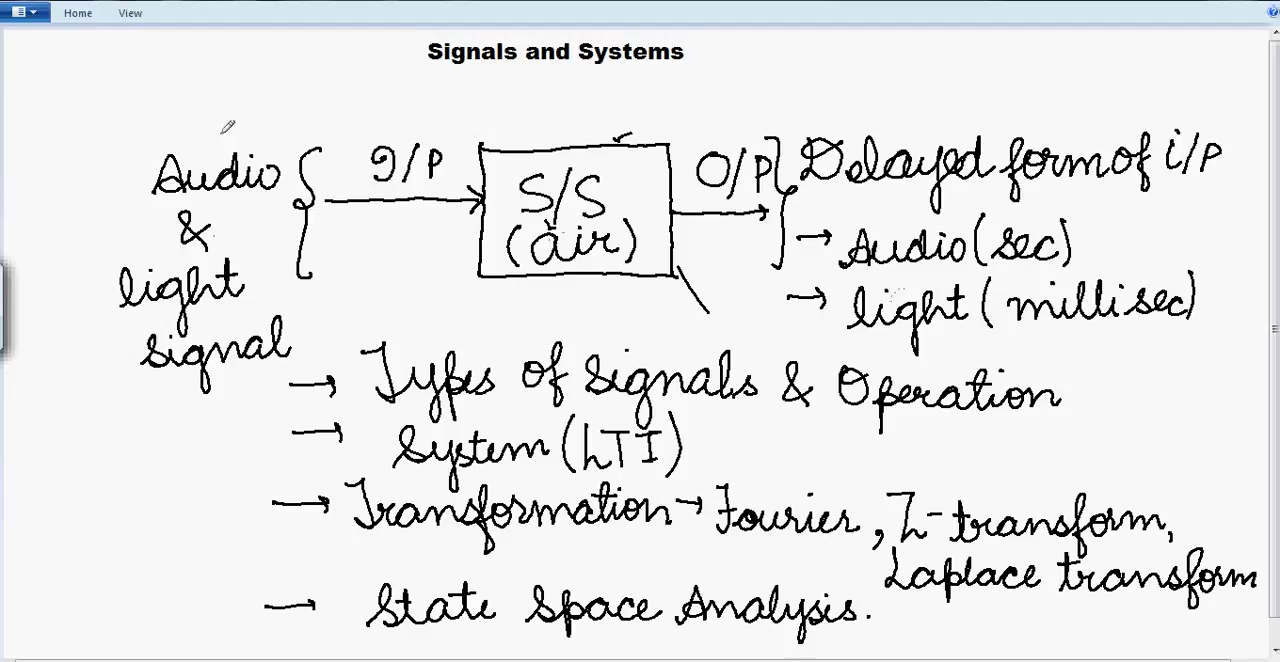 Home View
Signals and Systems
Audio
&
light
signal
I/P
S/S
(air)
O/P
Delayed form of i/p
→ Audio (sec)
→ light (millisec)
→ Types of Signals & Operation
→ System (LTI)
→ Transformation → Fourier, Z-transform,
Laplace transform
→ State Space Analysis.